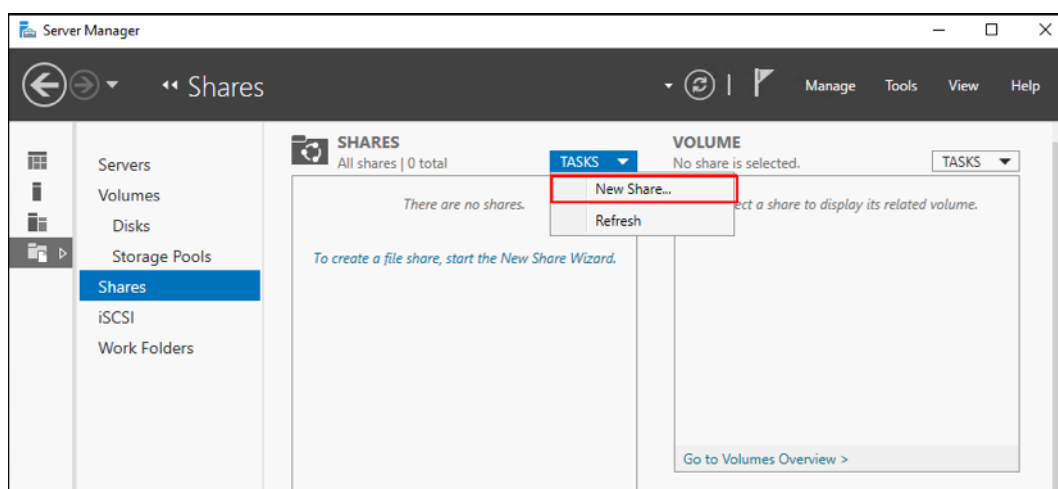 Server Manager
Shares
Manage Tools View Help
Servers
Volumes
Disks
Storage Pools
Shares
iSCSI
Work Folders
SHARES
All shares | 0 total
TASKS
New Share...
Refresh
There are no shares.
To create a file share, start the New Share Wizard.
VOLUME
No share is selected.
TASKS
a share to display its related volume.
Go to Volumes Overview >